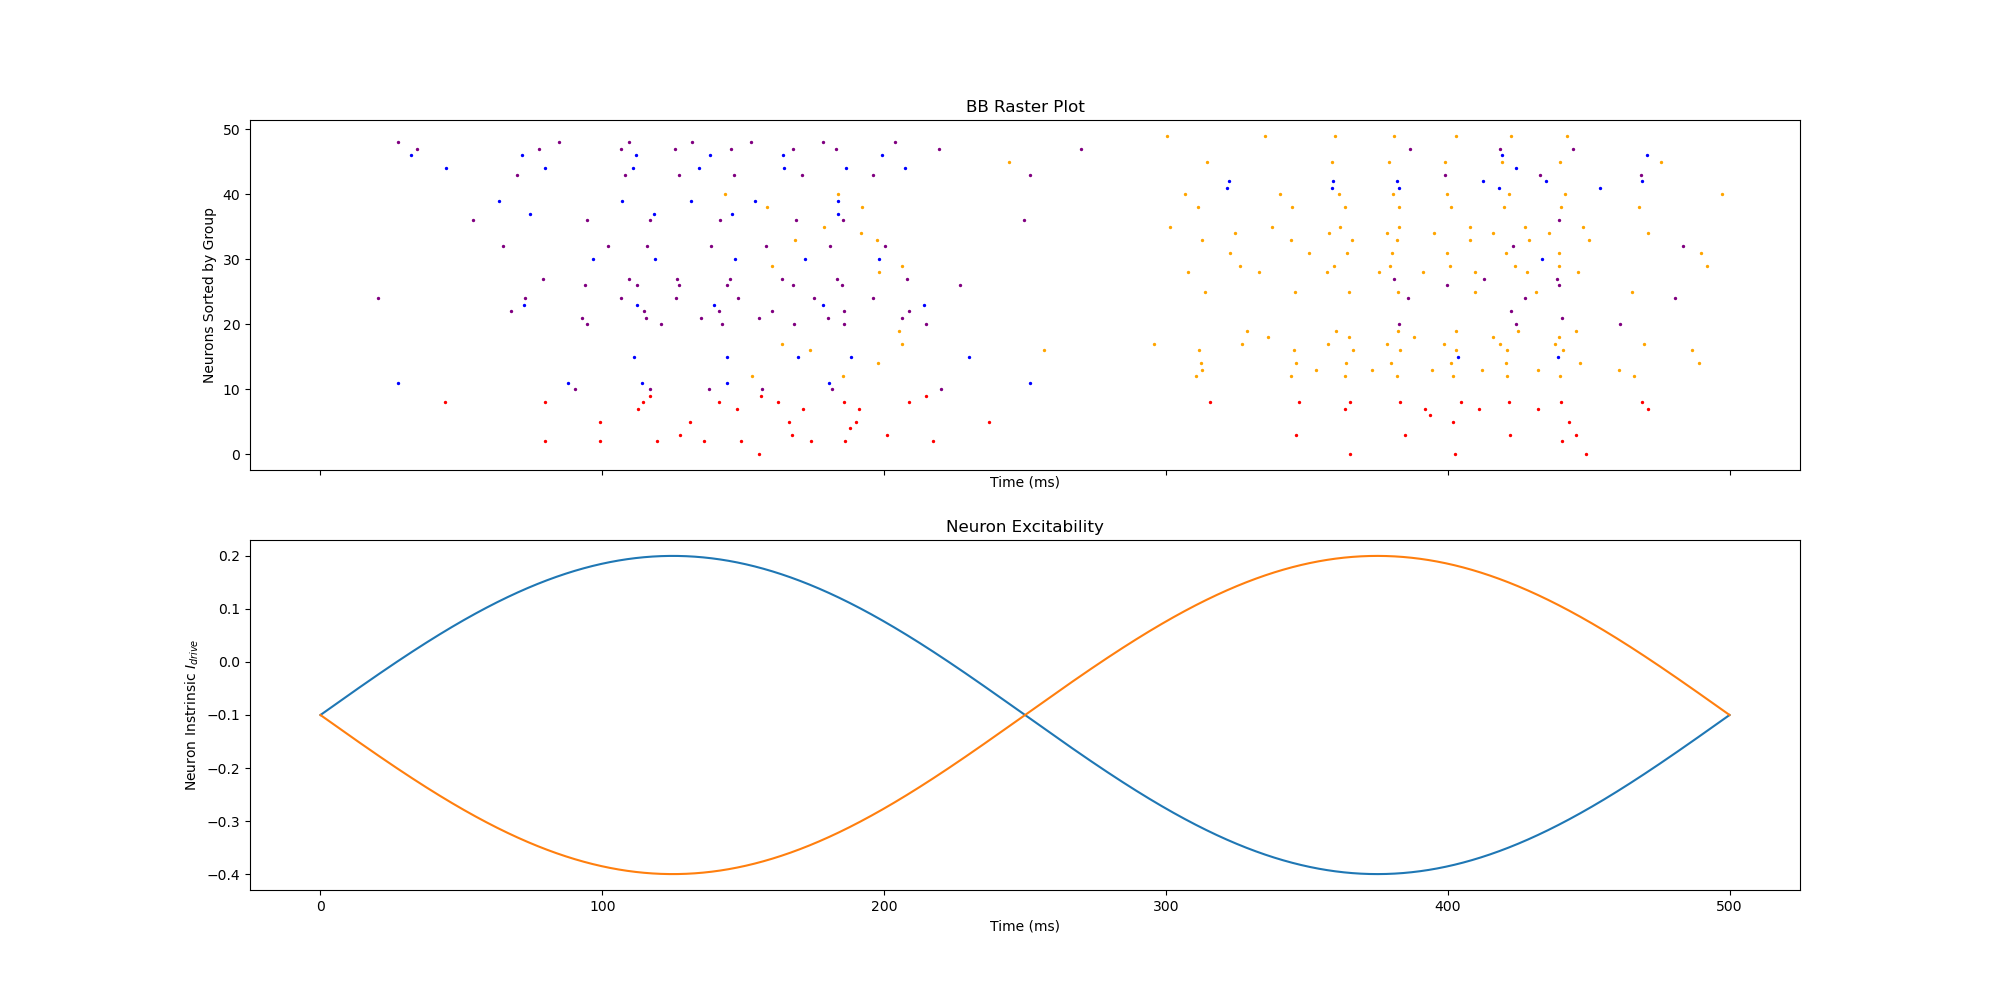 BB Raster Plot
50
40
30
20
10
0
Neurons Sorted by Group
Time (ms)
Neuron Excitability
0.2
0.1
0.0
−0.1
−0.2
−0.3
−0.4
Neuron Instrinsic I_drive
0 100 200 300 400 500
Time (ms)